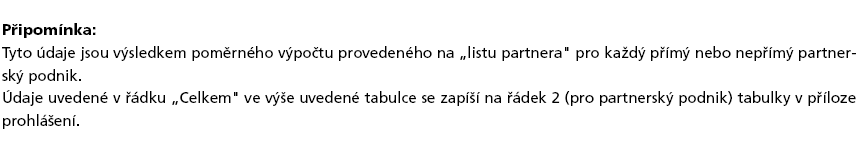 Připomínka:
Tyto údaje jsou výsledkem poměrného výpočtu provedeného na „listu partnera" pro každý přímý nebo nepřímý partner-
ský podnik.
Údaje uvedené v řádku „Celkem" ve výše uvedené tabulce se zapíší na řádek 2 (pro partnerský podnik) tabulky v příloze
prohlášení.